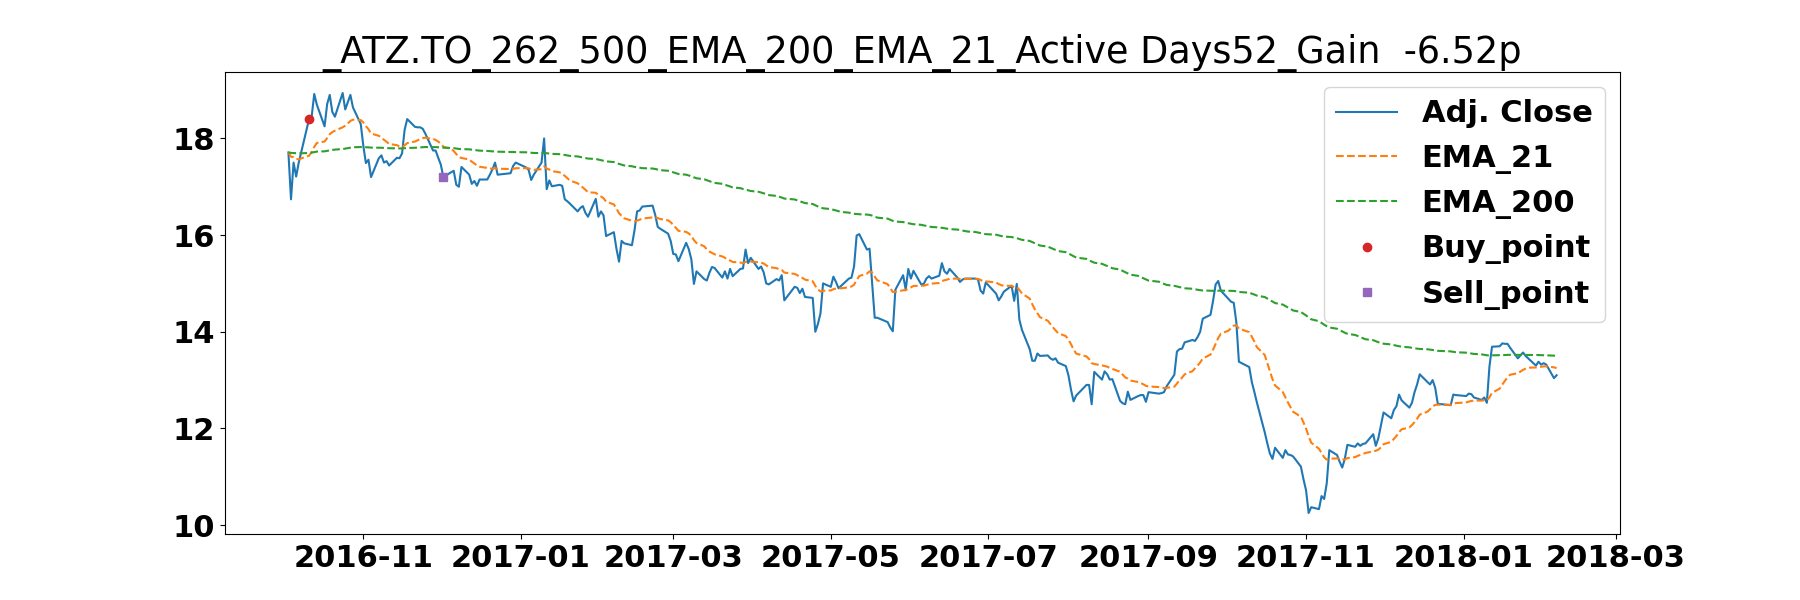 _ATZ.TO_262_500_EMA_200_EMA_21_Active Days52_Gain  -6.52p
Adj. Close
EMA_21
EMA_200
Buy_point
Sell_point
18
16
14
12
10
2016-11 2017-01 2017-03 2017-05 2017-07 2017-09 2017-11 2018-01 2018-03